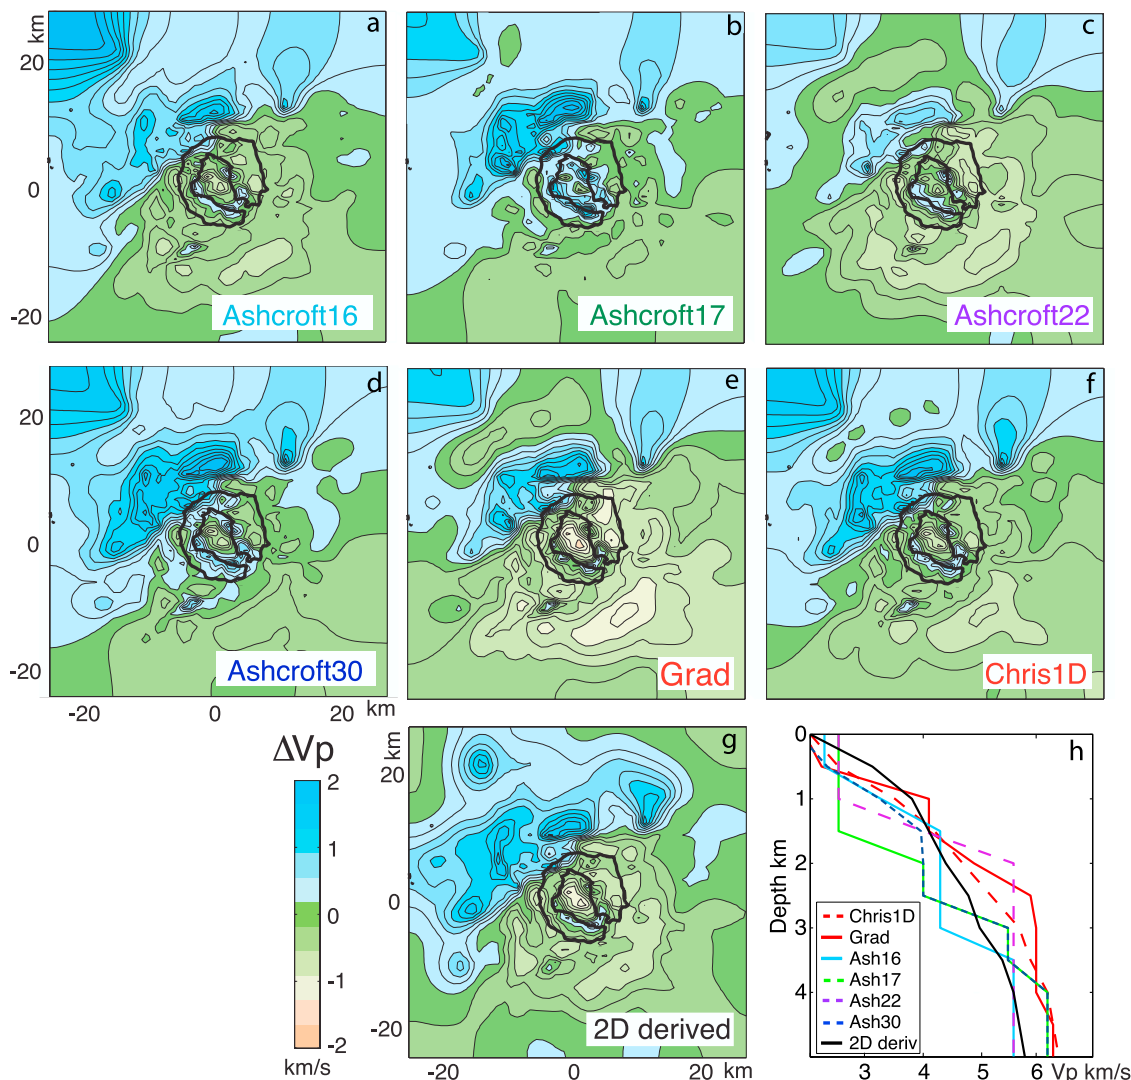 km
a
b
c
20
0
-20
Ashcroft16
Ashcroft17
Ashcroft22
d
e
f
20
0
-20
Ashcroft30
Grad
Chris1D
-20
0
20
km
ΔVp
2
1
0
-1
-2
km/s
km
g
20
0
-20
2D derived
-20
0
20
km
h
0
1
2
3
4
Depth km
Chris1D
Grad
Ash16
Ash17
Ash22
Ash30
2D deriv
3
4
5
6
Vp km/s